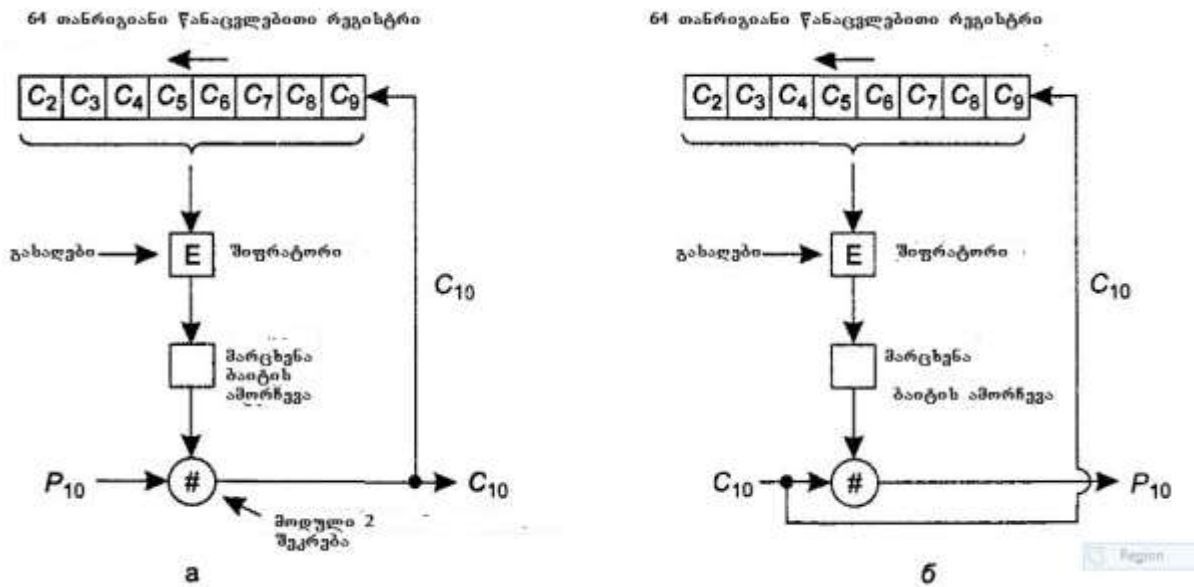 64 თანრიგიანი წანაცვლებითი რეგისტრი
C2 C3 C4 C5 C6 C7 C8 C9
გასაღები
E
შიფრატორი
C10
მარცხენა
ბაიტის
ამორჩევა
P10
#
C10
მოდული 2
შეკრება
а
64 თანრიგიანი წანაცვლებითი რეგისტრი
C2 C3 C4 C5 C6 C7 C8 C9
გასაღები
E
შიფრატორი
C10
მარცხენა
ბაიტის ამორჩევა
C10
#
P10
б
Region